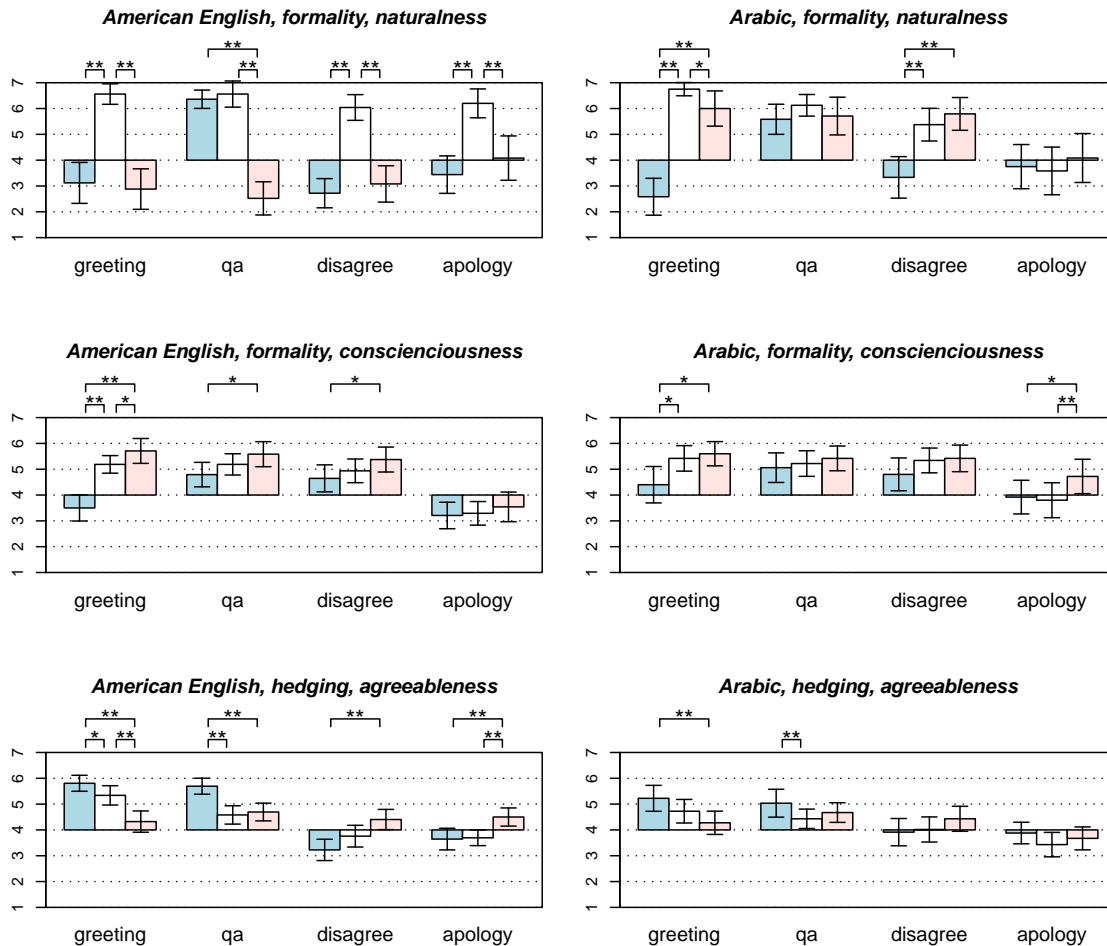 American English, formality, naturalness
** ** ** ** ** ** ** ** **
7
6
5
4
3
2
1
greeting qa disagree apology
Arabic, formality, naturalness
** ** * ** **
7
6
5
4
3
2
1
greeting qa disagree apology
American English, formality, conscienciousness
** ** * * *
7
6
5
4
3
2
1
greeting qa disagree apology
Arabic, formality, conscienciousness
* * * **
7
6
5
4
3
2
1
greeting qa disagree apology
American English, hedging, agreeableness
** * ** ** ** ** ** **
7
6
5
4
3
2
1
greeting qa disagree apology
Arabic, hedging, agreeableness
** **
7
6
5
4
3
2
1
greeting qa disagree apology